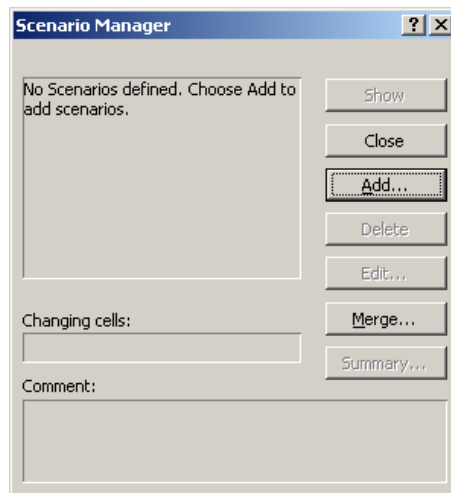 Scenario Manager
No Scenarios defined. Choose Add to
add scenarios.
Show
Close
Add...
Delete
Edit...
Changing cells:
Merge...
Summary...
Comment: